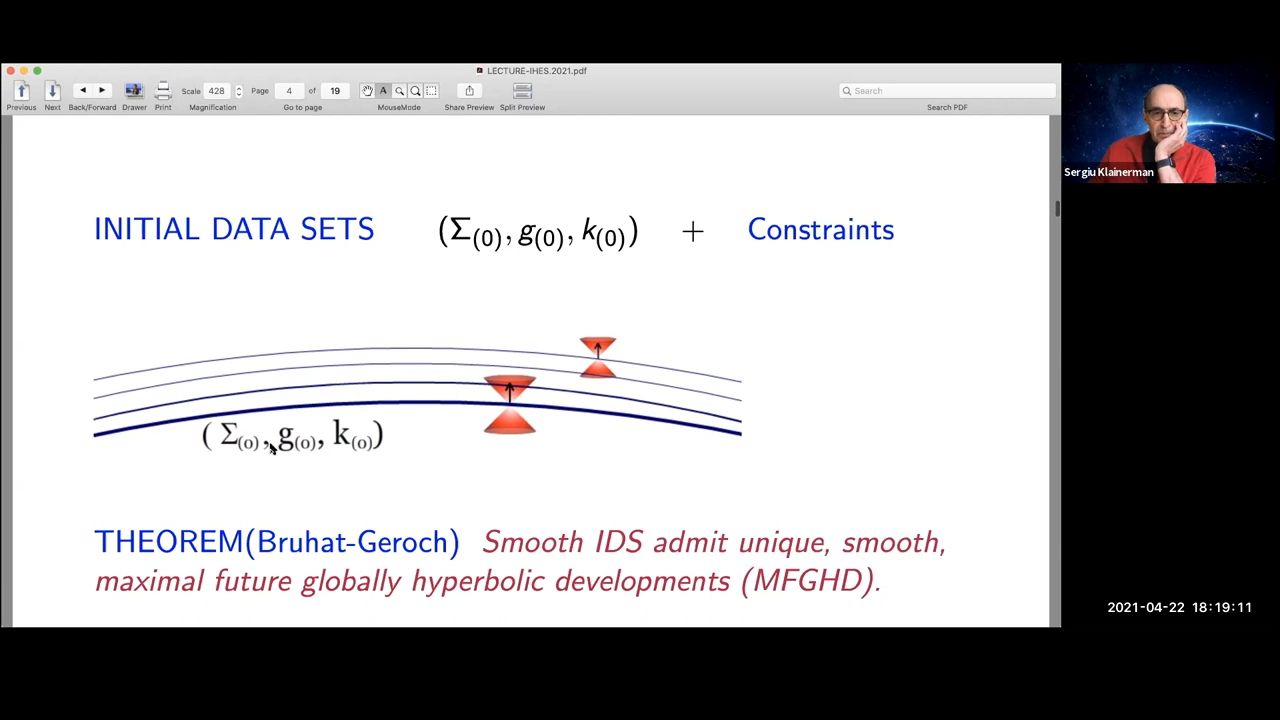 LECTURE-IHES.2021.pdf
Scale 428 Page 4 of 19 A Search
Previous Next Back/Forward Drawer Print Magnification Go to page MouseMode Share Preview Split Preview Search PDF
Sergiu Klainerman
INITIAL DATA SETS (Σ(0), g(0), k(0)) + Constraints
( Σ(0), g(0), k(0))
THEOREM(Bruhat-Geroch) Smooth IDS admit unique, smooth,
maximal future globally hyperbolic developments (MFGHD).
2021-04-22 18:19:11